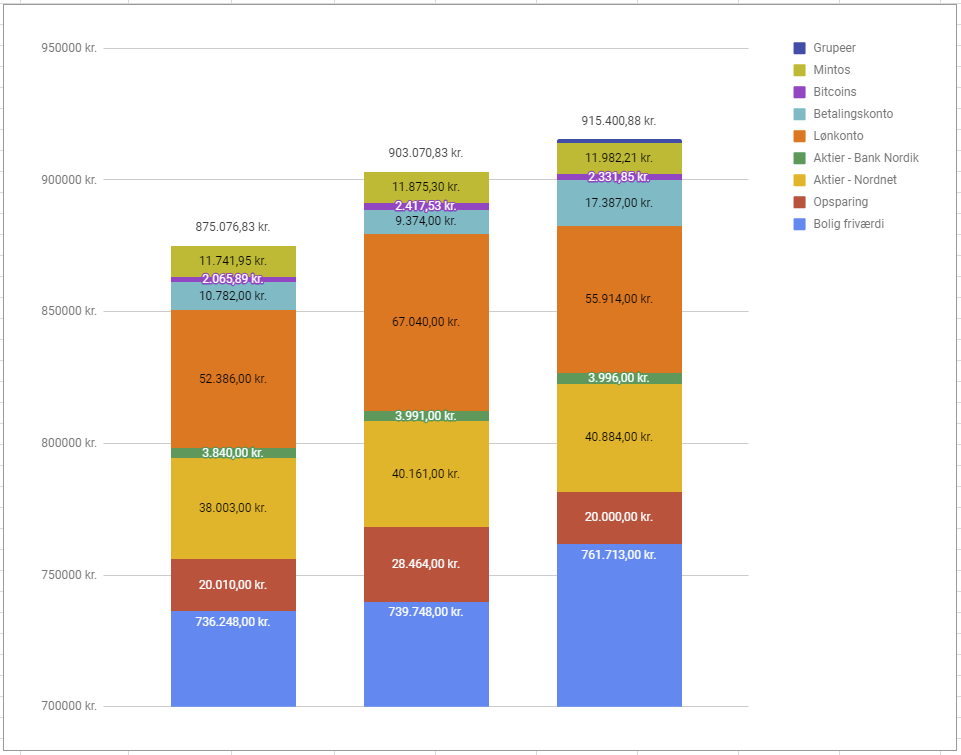 950000 kr.
900000 kr.
850000 kr.
800000 kr.
750000 kr.
700000 kr.
875.076,83 kr.
11.741,95 kr.
2.065,89 kr.
10.782,00 kr.
52.386,00 kr.
3.840,00 kr.
38.003,00 kr.
20.010,00 kr.
736.248,00 kr.
903.070,83 kr.
11.875,30 kr.
2.417,53 kr.
9.374,00 kr.
67.040,00 kr.
3.991,00 kr.
40.161,00 kr.
28.464,00 kr.
739.748,00 kr.
915.400,88 kr.
11.982,21 kr.
2.331,85 kr.
17.387,00 kr.
55.914,00 kr.
3.996,00 kr.
40.884,00 kr.
20.000,00 kr.
761.713,00 kr.
Grupeer
Mintos
Bitcoins
Betalingskonto
Lønkonto
Aktier - Bank Nordik
Aktier - Nordnet
Opsparing
Bolig friværdi